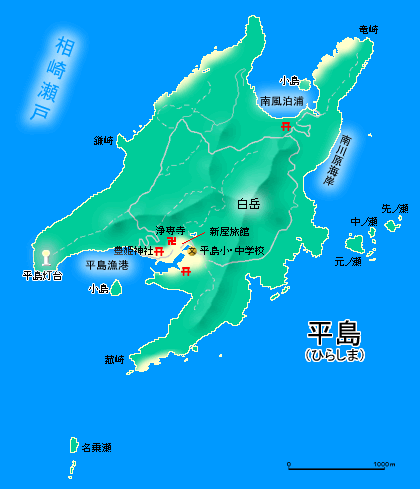 竜崎
相崎瀬戸
小島
南風泊浦
鎌崎
南川原海岸
白岳
先ノ瀬
中ノ瀬
元ノ瀬
浄専寺
新屋旅館
豊姫神社
平島小・中学校
平島漁港
平島灯台
小島
平島
(ひらしま)
鵜崎
名乗瀬
0
1000m